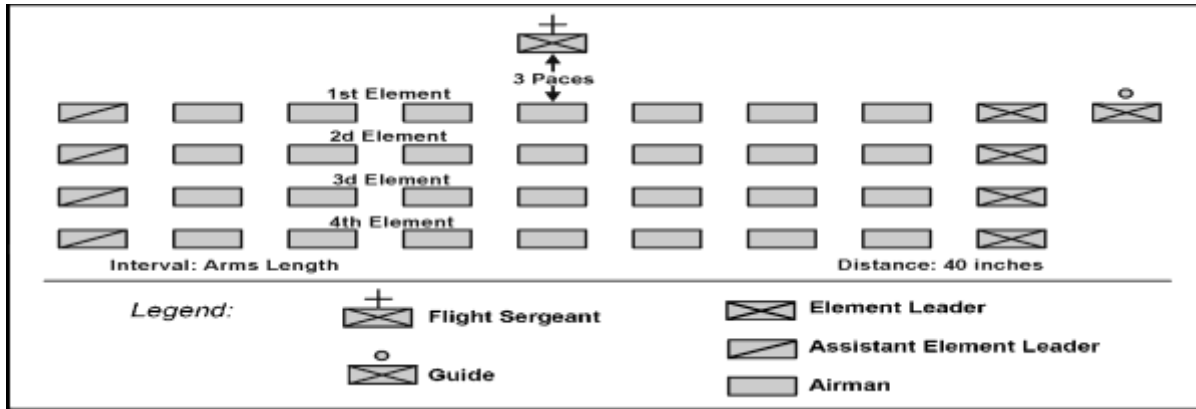 3 Paces
1st Element
2d Element
3d Element
4th Element
Interval: Arms Length
Distance: 40 inches
Legend:
Flight Sergeant
Element Leader
Assistant Element Leader
Guide
Airman